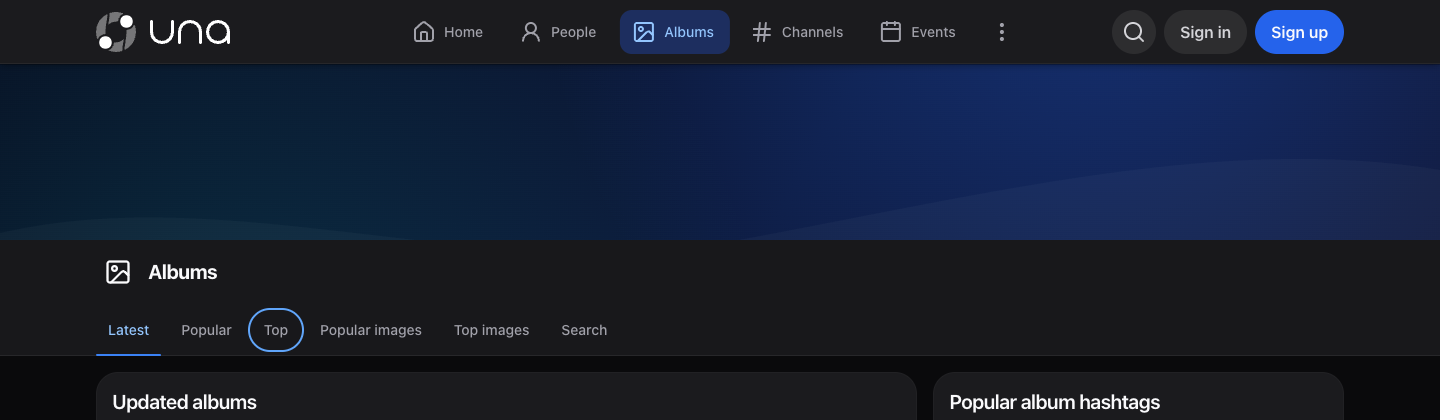 una Home People Albums Channels Events Sign in Sign up
Albums
Latest Popular Top Popular images Top images Search
Updated albums Popular album hashtags